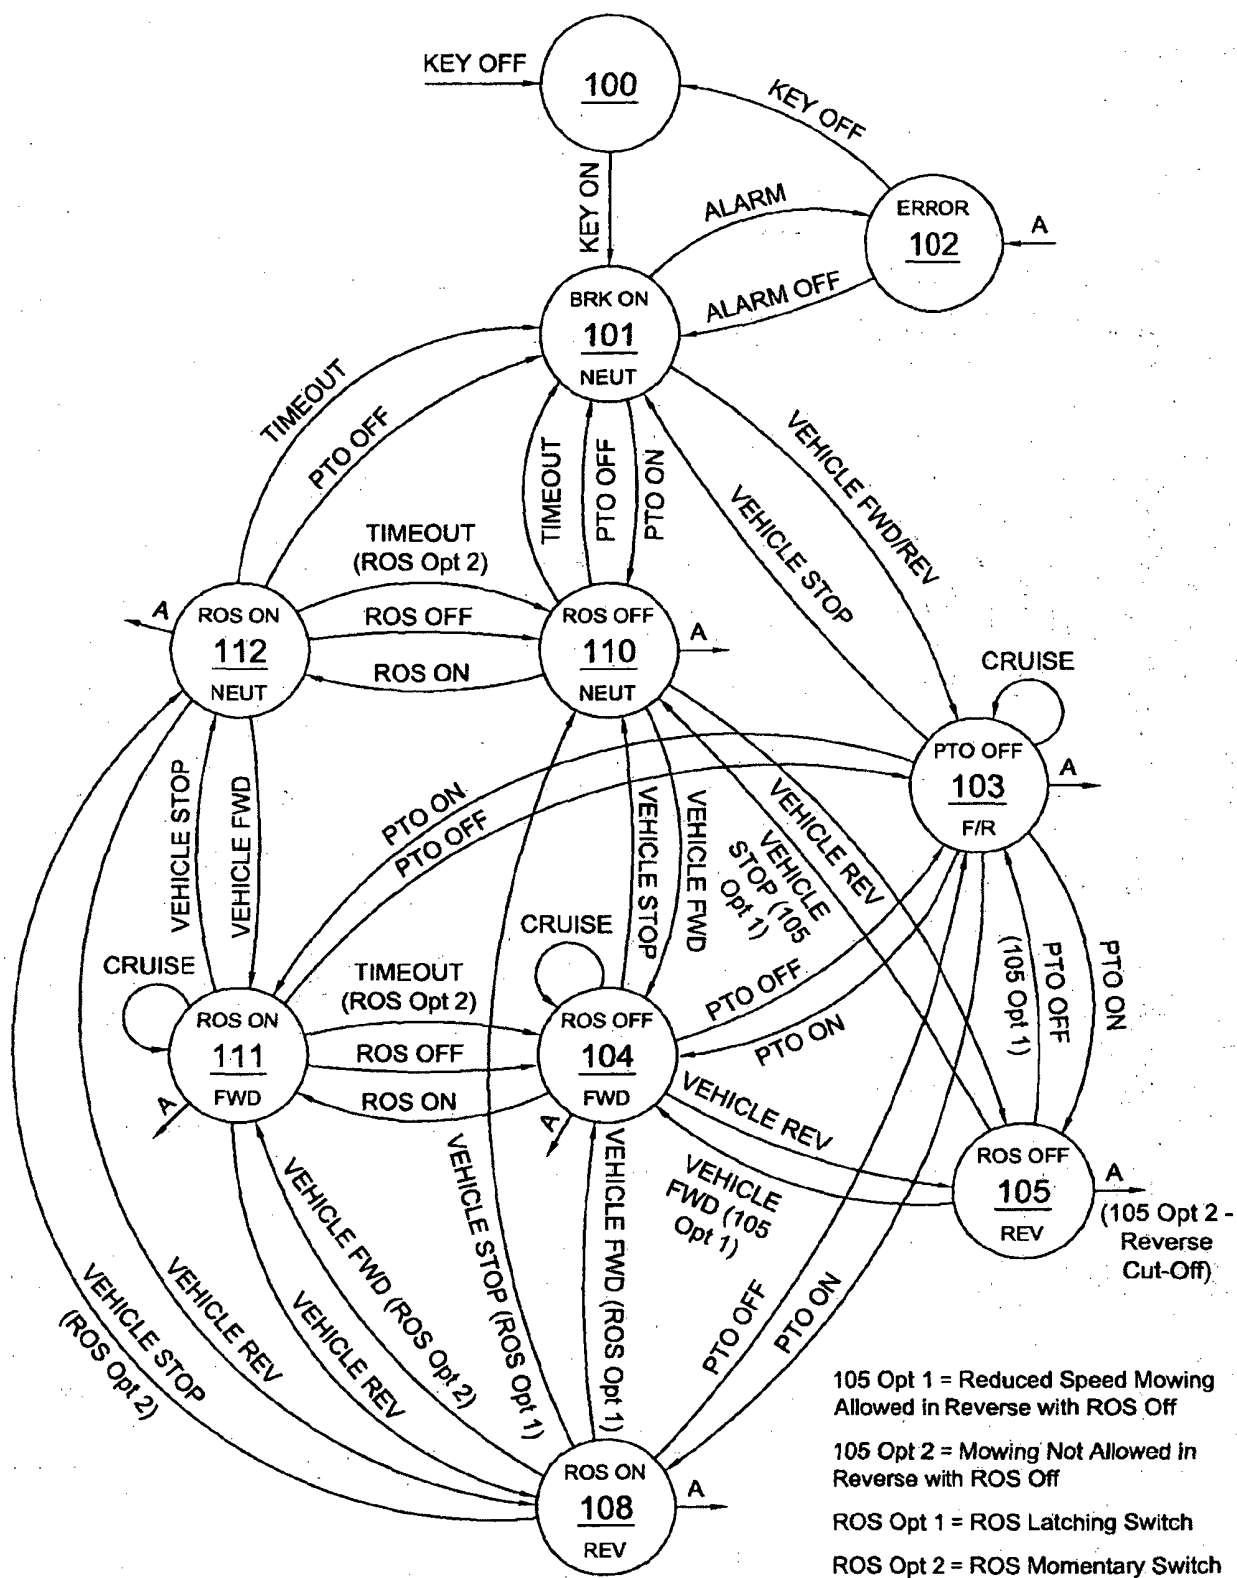 KEY OFF
100
KEY OFF
KEY ON
ALARM
ERROR
102
A
ALARM OFF
BRK ON
101
NEUT
TIMEOUT
PTO OFF
TIMEOUT
PTO OFF
PTO ON
VEHICLE FWD/REV
VEHICLE STOP
TIMEOUT
(ROS Opt 2)
ROS OFF
ROS ON
A
ROS ON
112
NEUT
ROS OFF
110
NEUT
A
CRUISE
PTO OFF
103
F/R
A
VEHICLE STOP
VEHICLE FWD
PTO ON
PTO OFF
VEHICLE STOP
VEHICLE FWD
VEHICLE REV
VEHICLE
STOP (105
Opt 1)
CRUISE
CRUISE
TIMEOUT
(ROS Opt 2)
ROS OFF
ROS ON
PTO OFF
PTO ON
PTO OFF
(105 Opt 1)
PTO ON
ROS ON
111
FWD
A
ROS OFF
104
FWD
A
VEHICLE REV
VEHICLE
FWD (105
Opt 1)
ROS OFF
105
REV
A
(105 Opt 2 -
Reverse
Cut-Off)
VEHICLE STOP
(ROS Opt 2)
VEHICLE REV
VEHICLE REV
VEHICLE FWD (ROS Opt 2)
VEHICLE STOP (ROS Opt 1)
VEHICLE FWD (ROS Opt 1)
PTO OFF
PTO ON
ROS ON
108
REV
A
105 Opt 1 = Reduced Speed Mowing
Allowed in Reverse with ROS Off
105 Opt 2 = Mowing Not Allowed in
Reverse with ROS Off
ROS Opt 1 = ROS Latching Switch
ROS Opt 2 = ROS Momentary Switch